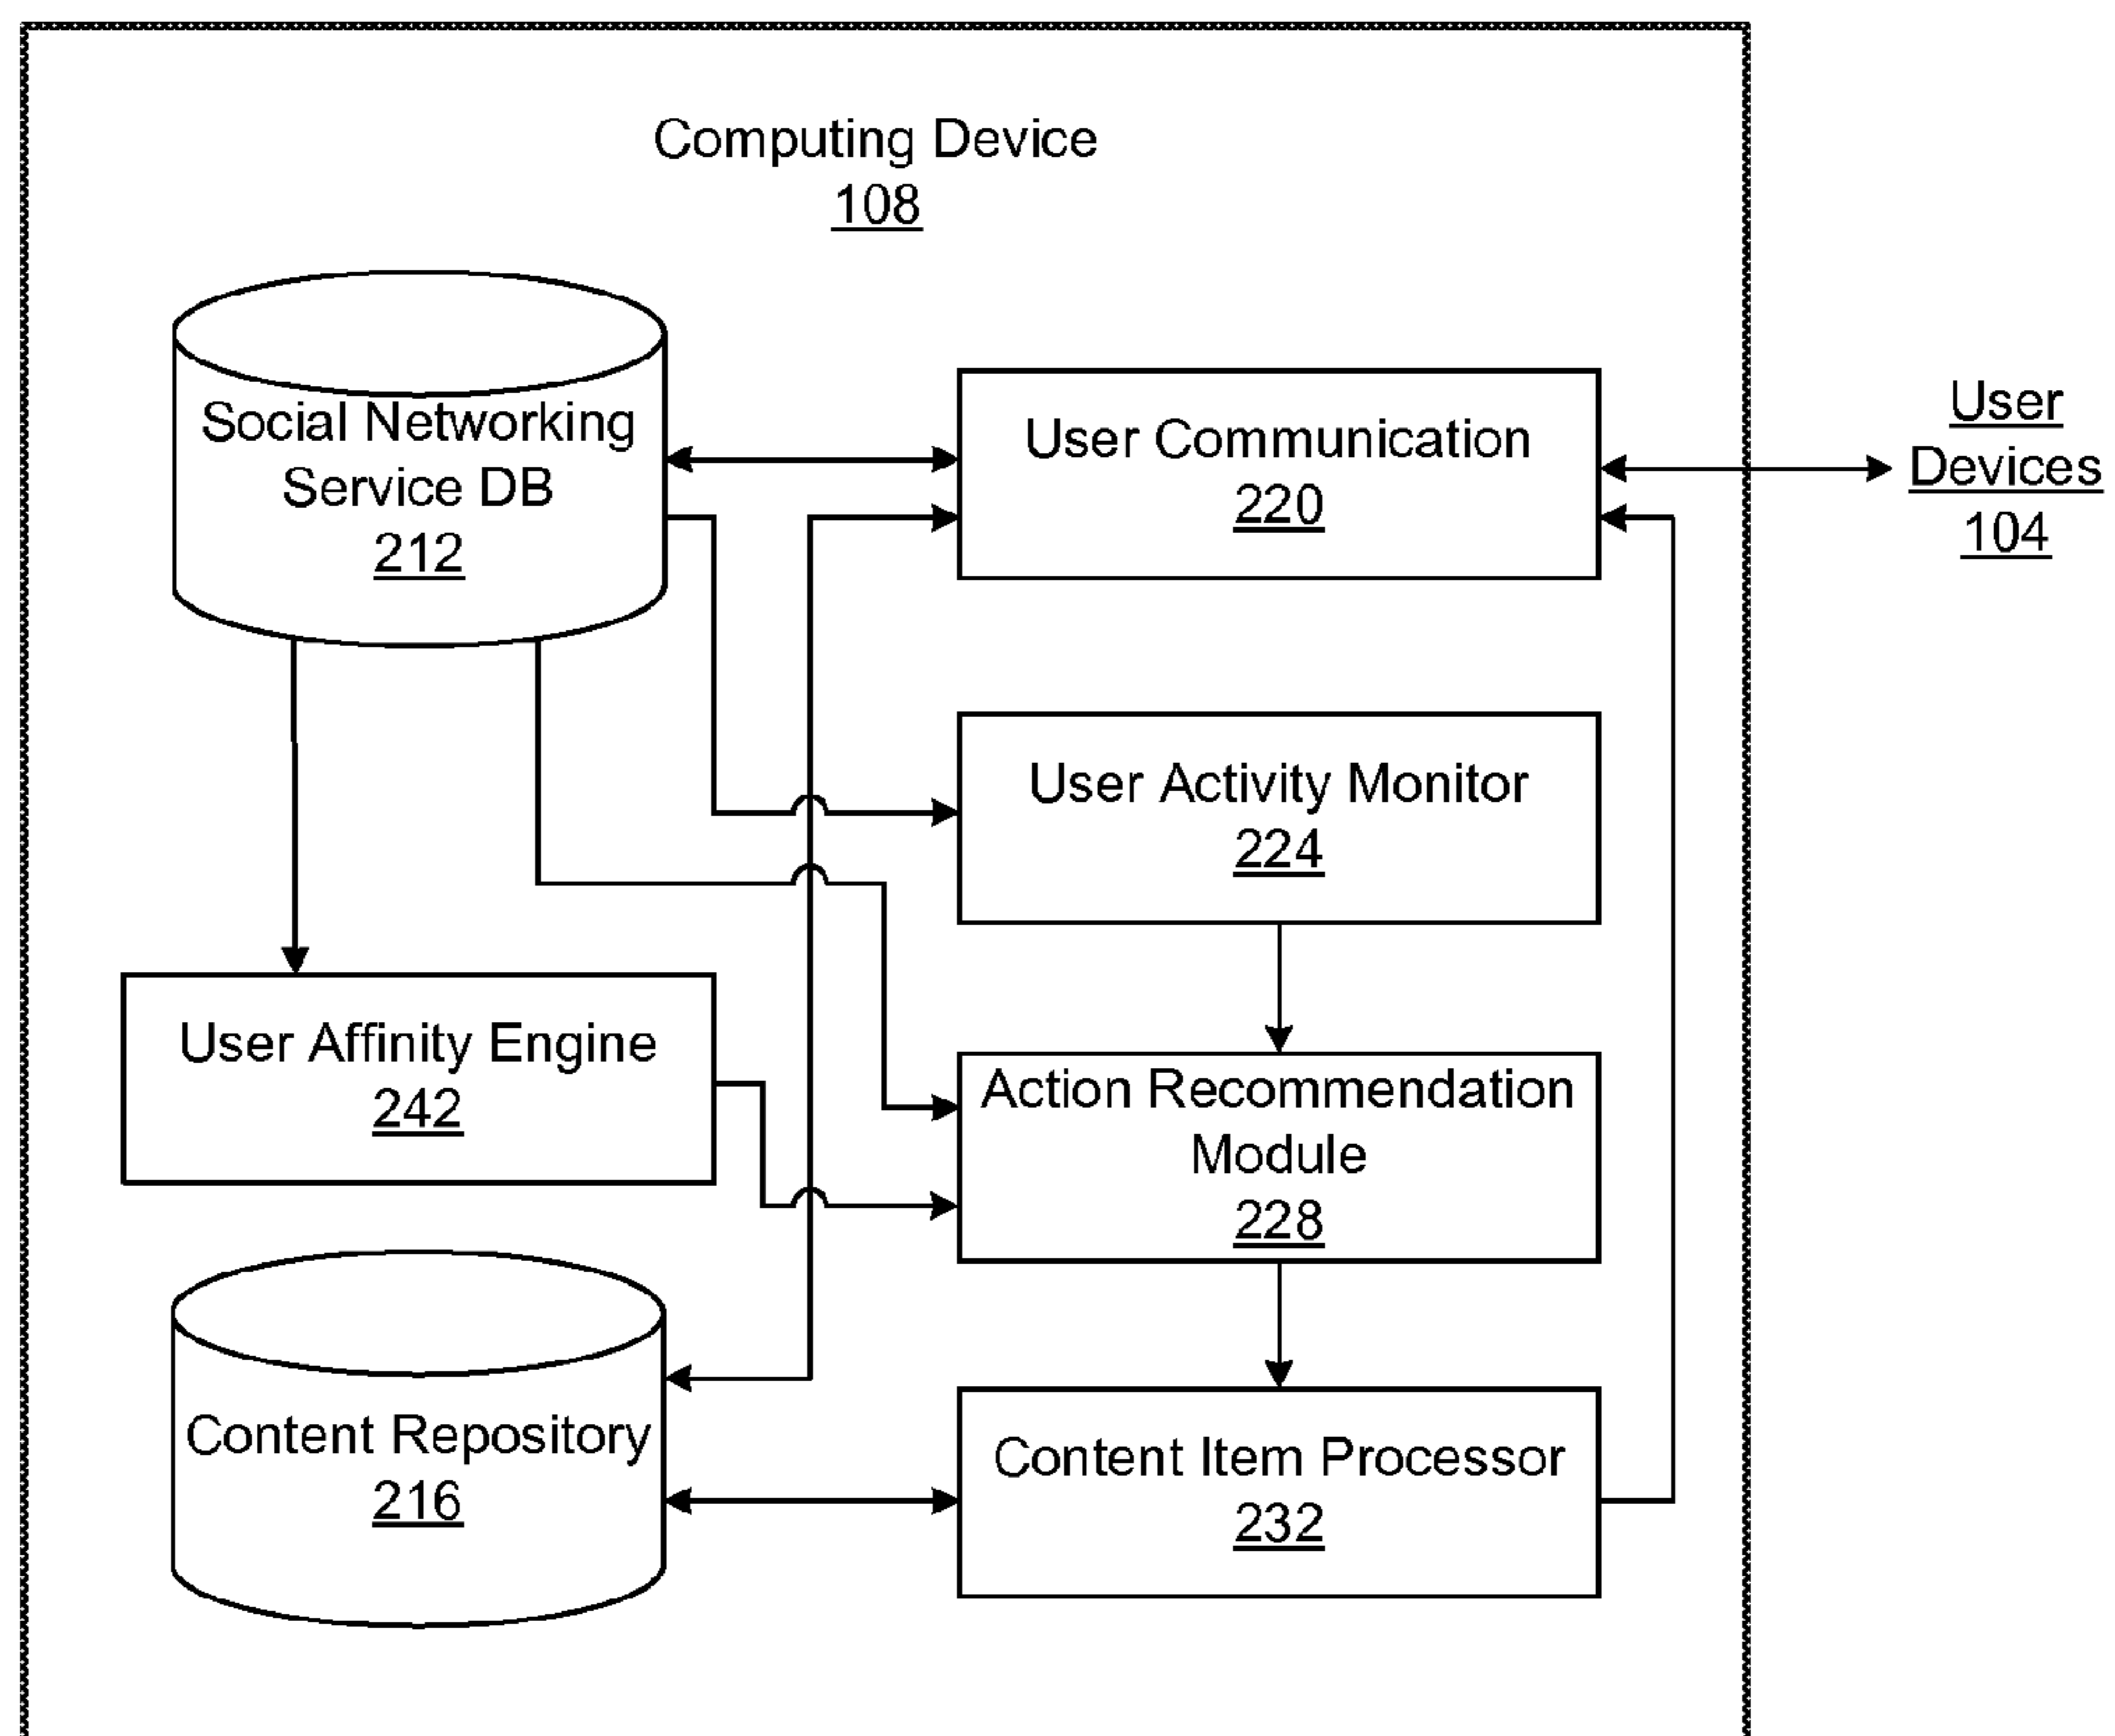 Computing Device
108
Social Networking
Service DB
212
User Communication
220
User
Devices
104
User Activity Monitor
224
User Affinity Engine
242
Action Recommendation
Module
228
Content Repository
216
Content Item Processor
232